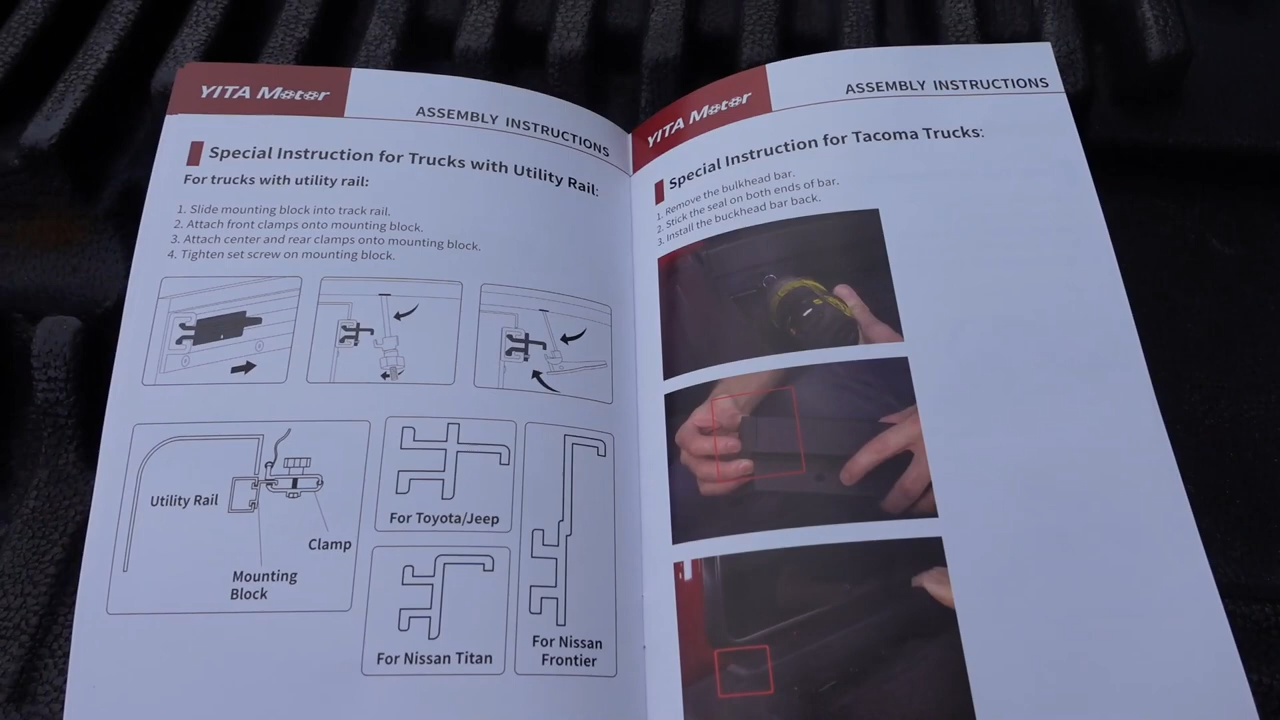 YITA Motor
ASSEMBLY INSTRUCTIONS
Special Instruction for Trucks with Utility Rail:
For trucks with utility rail:
1. Slide mounting block into track rail.
2. Attach front clamps onto mounting block.
3. Attach center and rear clamps onto mounting block.
4. Tighten set screw on mounting block.
Utility Rail
Clamp
Mounting
Block
For Toyota/Jeep
For Nissan Titan
For Nissan
Frontier
YITA Motor
ASSEMBLY INSTRUCTIONS
Special Instruction for Tacoma Trucks:
1. Remove the bulkhead bar.
2. Stick the seal on both ends of bar.
3. Install the buckhead bar back.